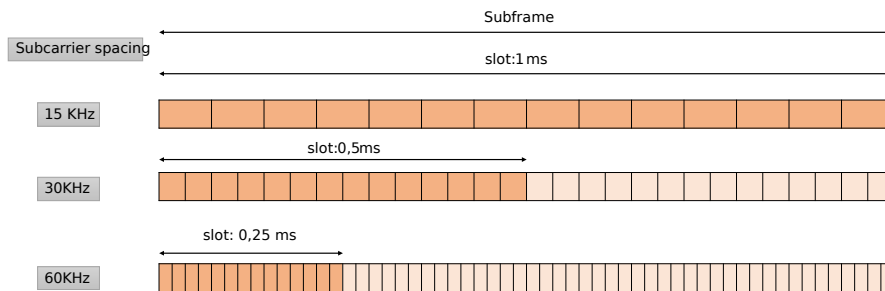 Subframe
Subcarrier spacing
slot:1 ms
15 KHz
slot:0,5ms
30KHz
slot: 0,25 ms
60KHz